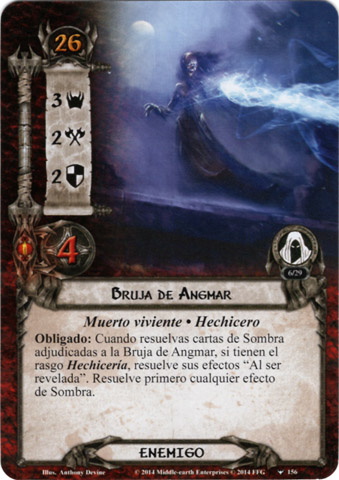 26
3
2
2
4
6/29
BRUJA DE ANGMAR
Muerto viviente • Hechicero
Obligado: Cuando resuelvas cartas de Sombra
adjudicadas a la Bruja de Angmar, si tienen el
rasgo Hechicería, resuelve sus efectos “Al ser
revelada”. Resuelve primero cualquier efecto
de Sombra.
ENEMIGO
Illus. Anthony Devine © 2014 Middle-earth Enterprises © 2014 FFG 156